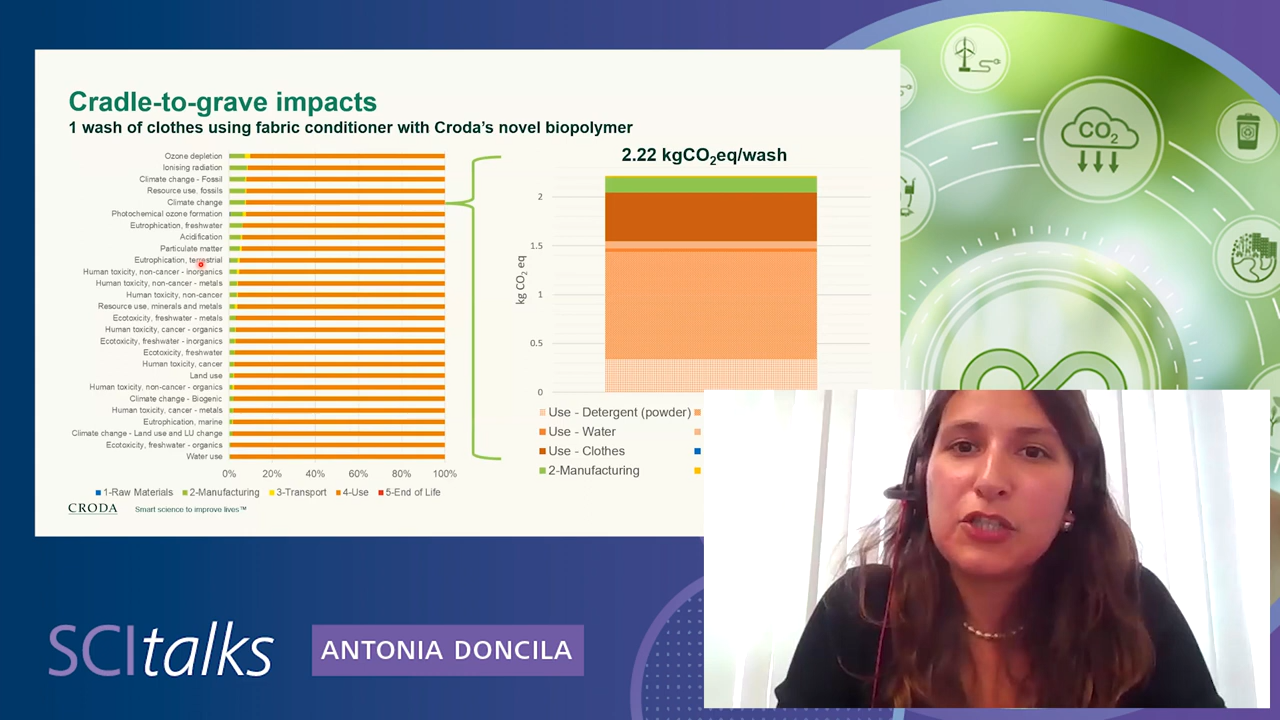 Cradle-to-grave impacts
1 wash of clothes using fabric conditioner with Croda's novel biopolymer
Ozone depletion
Ionising radiation
Climate change - Fossil
Resource use, fossils
Climate change
Photochemical ozone formation
Eutrophication, freshwater
Acidification
Particulate matter
Eutrophication, terrestrial
Human toxicity, non-cancer - inorganics
Human toxicity, non-cancer - metals
Human toxicity, non-cancer
Resource use, minerals and metals
Ecotoxicity, freshwater - metals
Human toxicity, cancer - organics
Ecotoxicity, freshwater - inorganics
Ecotoxicity, freshwater
Human toxicity, cancer
Land use
Human toxicity, non-cancer - organics
Climate change - Biogenic
Human toxicity, cancer - metals
Eutrophication, marine
Climate change - Land use and LU change
Ecotoxicity, freshwater - organics
Water use
0% 20% 40% 60% 80% 100%
1-Raw Materials 2-Manufacturing 3-Transport 4-Use 5-End of Life
CRODA Smart science to improve lives™
2.22 kgCO₂eq/wash
2
1.5
1
0.5
0
kg CO₂ eq
Use - Detergent (powder)
Use - Water
Use - Clothes
2-Manufacturing
CO₂
SCItalks
ANTONIA DONCILA